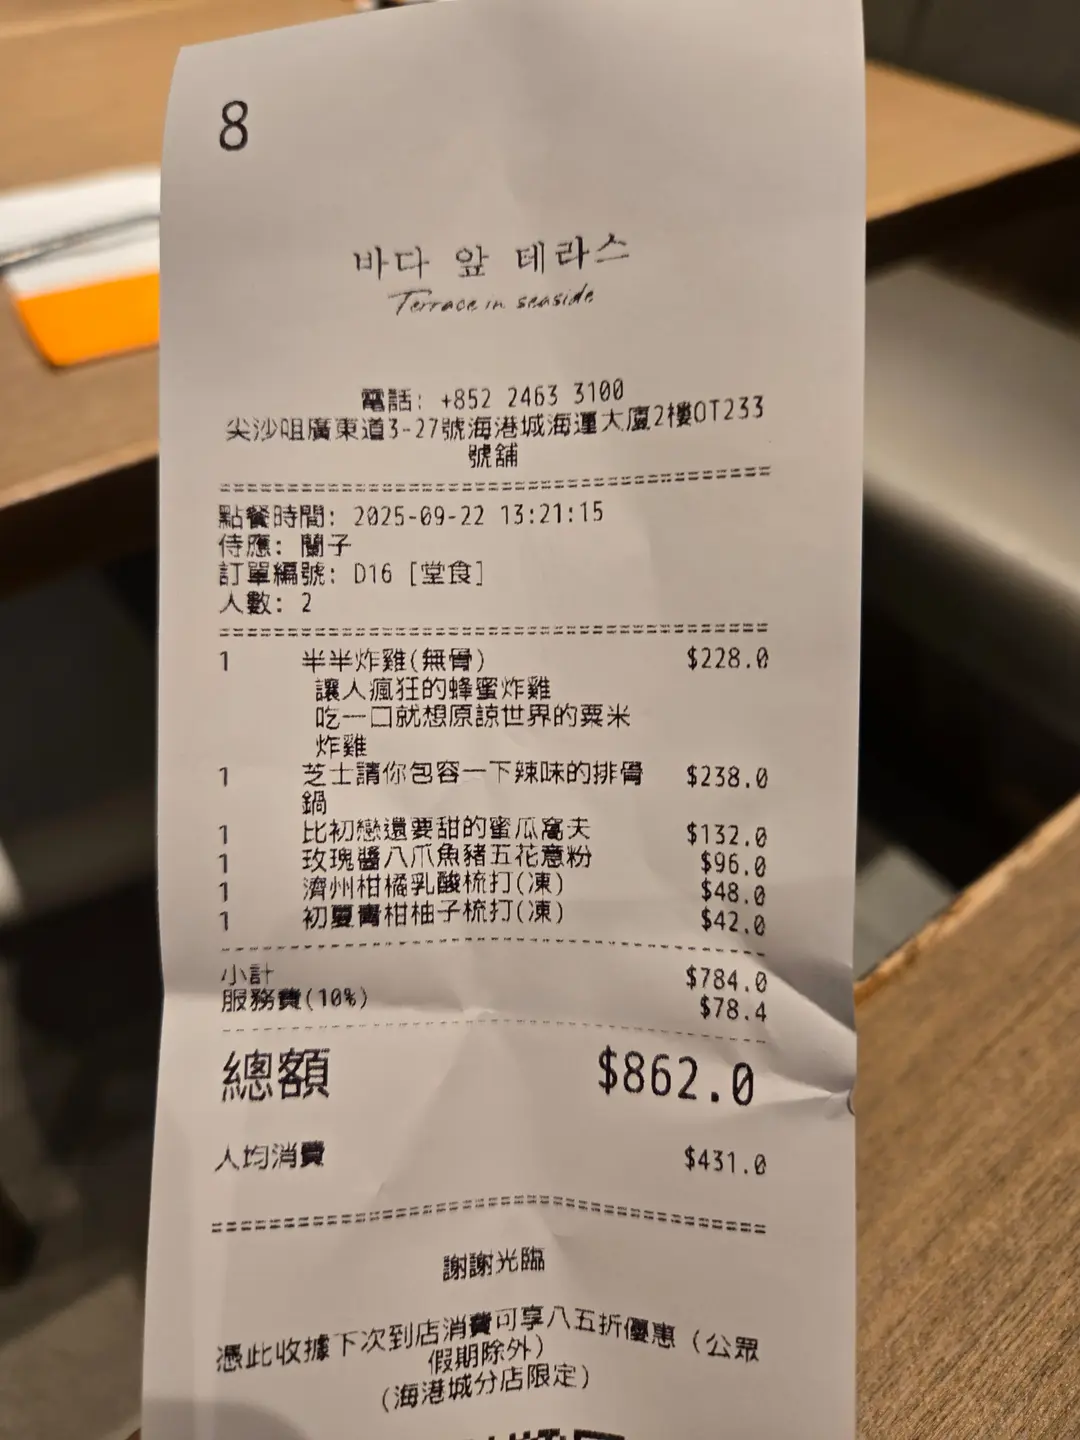 8
바다 앞 테라스
Terrace in seaside
電話: +852 2463 3100
尖沙咀廣東道3-27號海港城海運大廈2樓OT233
號舖
點餐時間: 2025-09-22 13:21:15
侍應: 蘭子
訂單編號: D16 [堂食]
人數: 2
1 半半炸雞(無骨) $228.0
讓人瘋狂的蜂蜜炸雞
吃一口就想原諒世界的粟米
炸雞
1 芝士請你包容一下辣味的排骨 $238.0
鍋
1 比初戀還要甜的蜜瓜窩夫 $132.0
1 玫瑰醬八爪魚豬五花意粉 $96.0
1 濟州柑橘乳酸梳打(凍) $48.0
1 初夏青柑柚子梳打(凍) $42.0
小計 $784.0
服務費(10%) $78.4
總額 $862.0
人均消費 $431.0
謝謝光臨
憑此收據下次到店消費可享八五折優惠（公眾
假期除外)
(海港城分店限定)